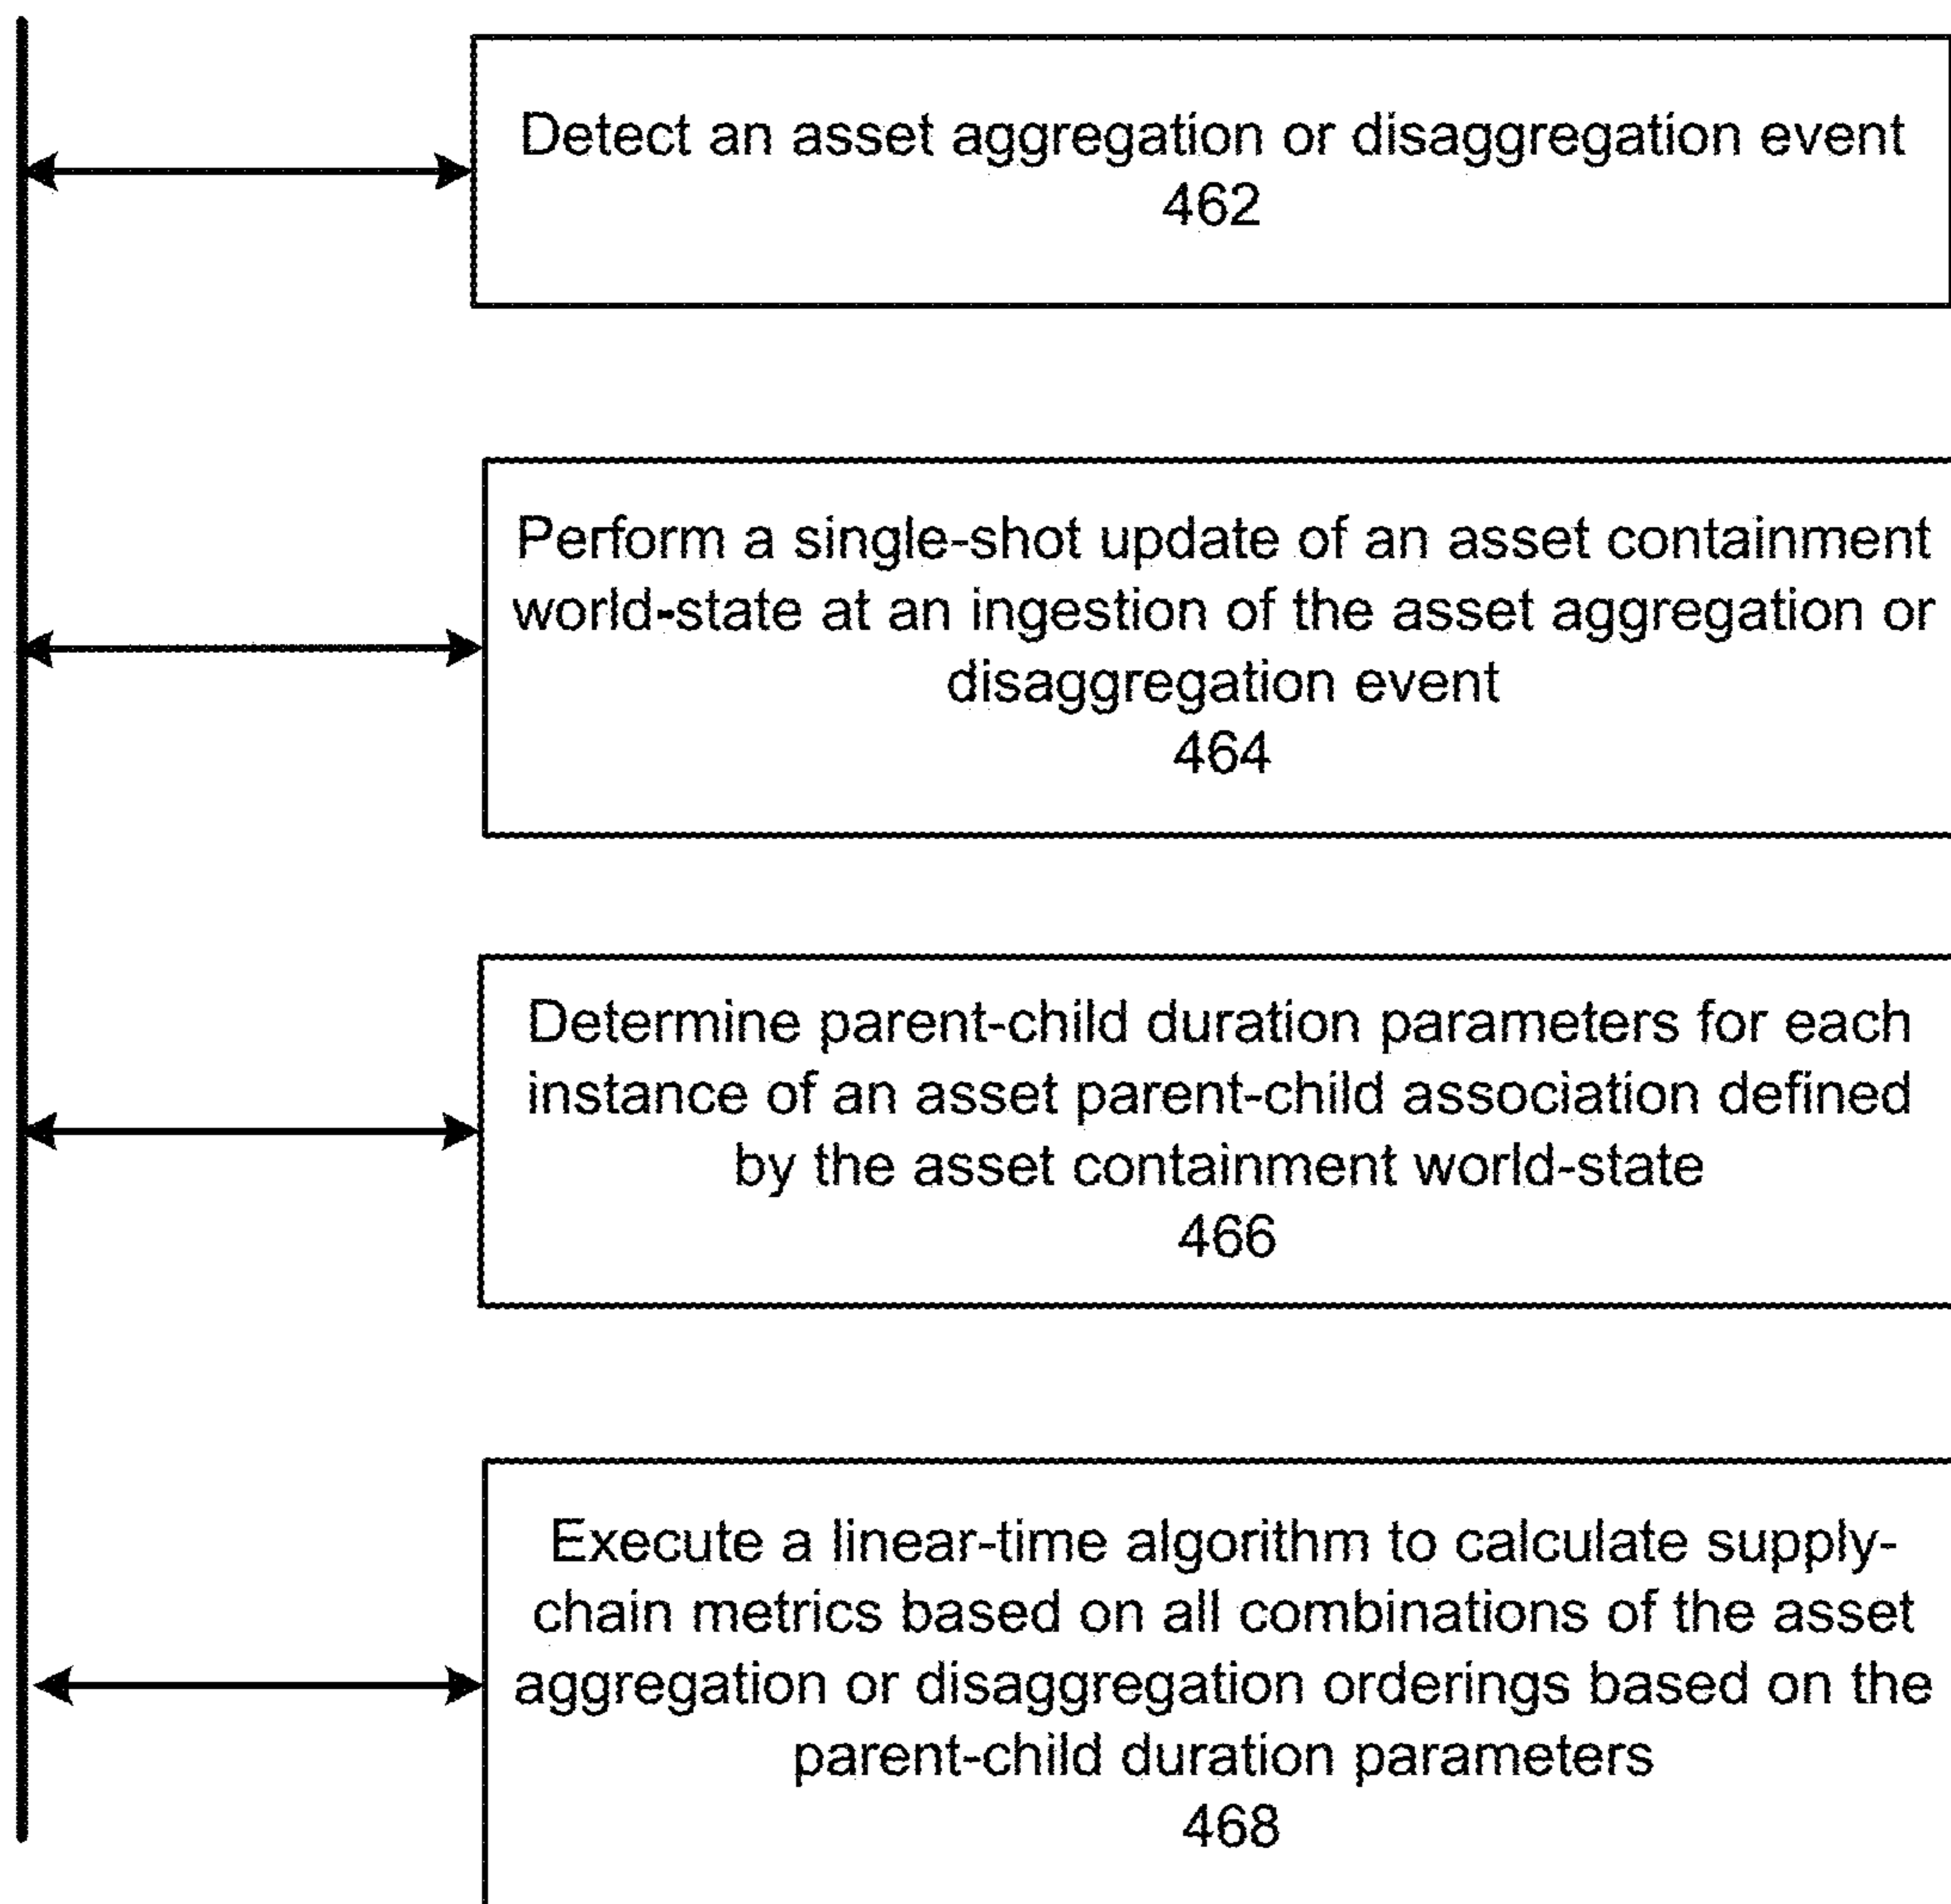 Detect an asset aggregation or disaggregation event
462
Perform a single-shot update of an asset containment
world-state at an ingestion of the asset aggregation or
disaggregation event
464
Determine parent-child duration parameters for each
instance of an asset parent-child association defined
by the asset containment world-state
466
Execute a linear-time algorithm to calculate supply-
chain metrics based on all combinations of the asset
aggregation or disaggregation orderings based on the
parent-child duration parameters
468